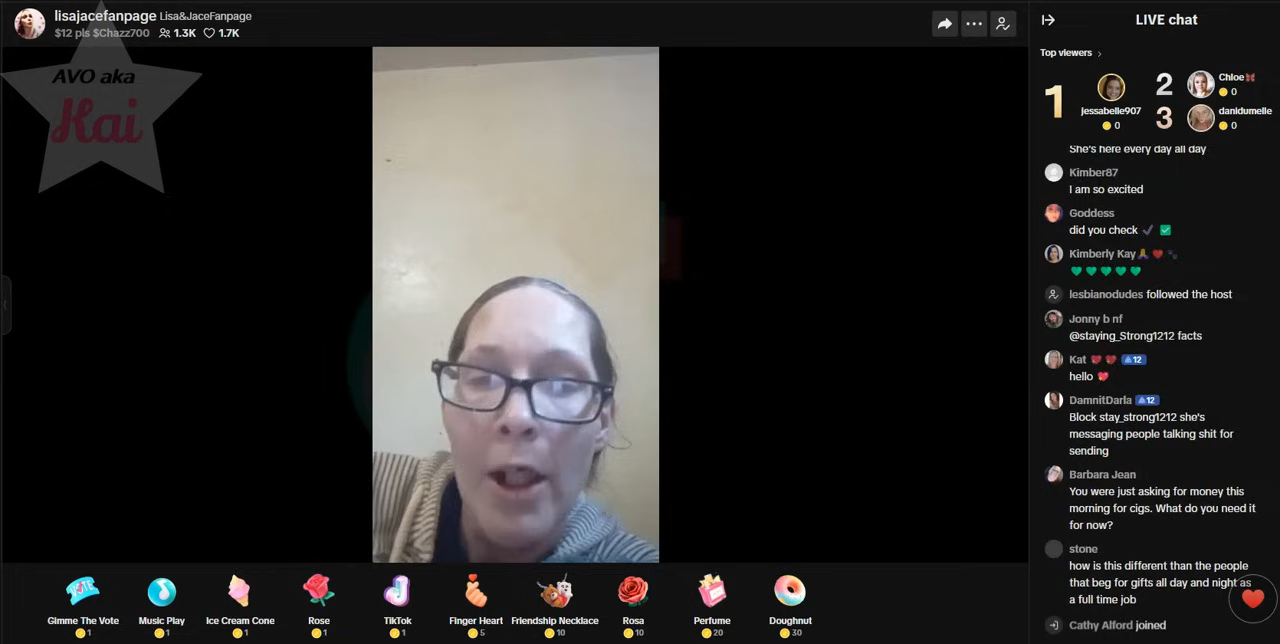 lisajacefanpage Lisa&JaceFanpage
$12 pls $Chazz700 1.3K 1.7K
AVO aka
Kai
LIVE chat
Top viewers
1 jessabelle907 0
2 Chloe 0
3 danidumelle 0
She's here every day all day
Kimber87
I am so excited
Goddess
did you check
Kimberly Kay
lesbianodudes followed the host
Jonny b nf
@staying_Strong1212 facts
Kat 12
hello
DamnitDarla 12
Block stay_strong1212 she's
messaging people talking shit for
sending
Barbara Jean
You were just asking for money this
morning for cigs. What do you need it
for now?
stone
how is this different than the people
that beg for gifts all day and night as
a full time job
Cathy Alford joined
VOTE
Gimme The Vote Music Play Ice Cream Cone Rose TikTok Finger Heart Friendship Necklace Rosa Perfume Doughnut
1 1 1 1 1 5 10 10 20 30